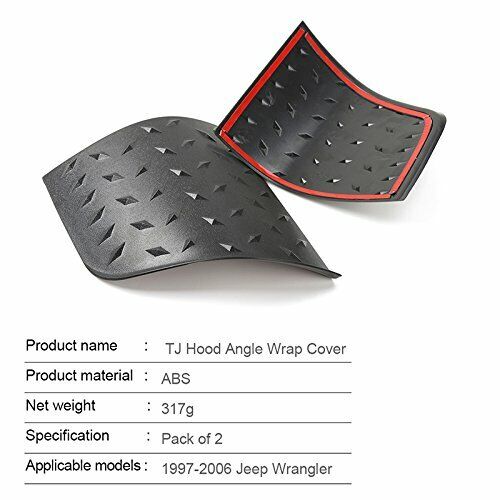 Product name : TJ Hood Angle Wrap Cover
Product material : ABS
Net weight : 317g
Specification : Pack of 2
Applicable models : 1997-2006 Jeep Wrangler